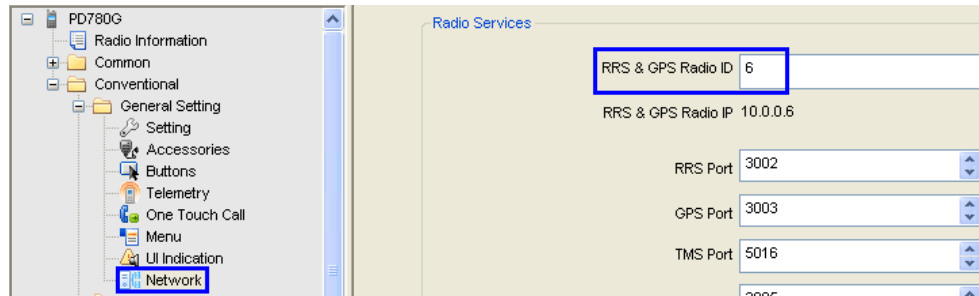 PD780G
Radio Information
Common
Conventional
General Setting
Setting
Accessories
Buttons
Telemetry
One Touch Call
Menu
UI Indication
Network
Radio Services
RRS & GPS Radio ID 6
RRS & GPS Radio IP 10.0.0.6
RRS Port 3002
GPS Port 3003
TMS Port 5016